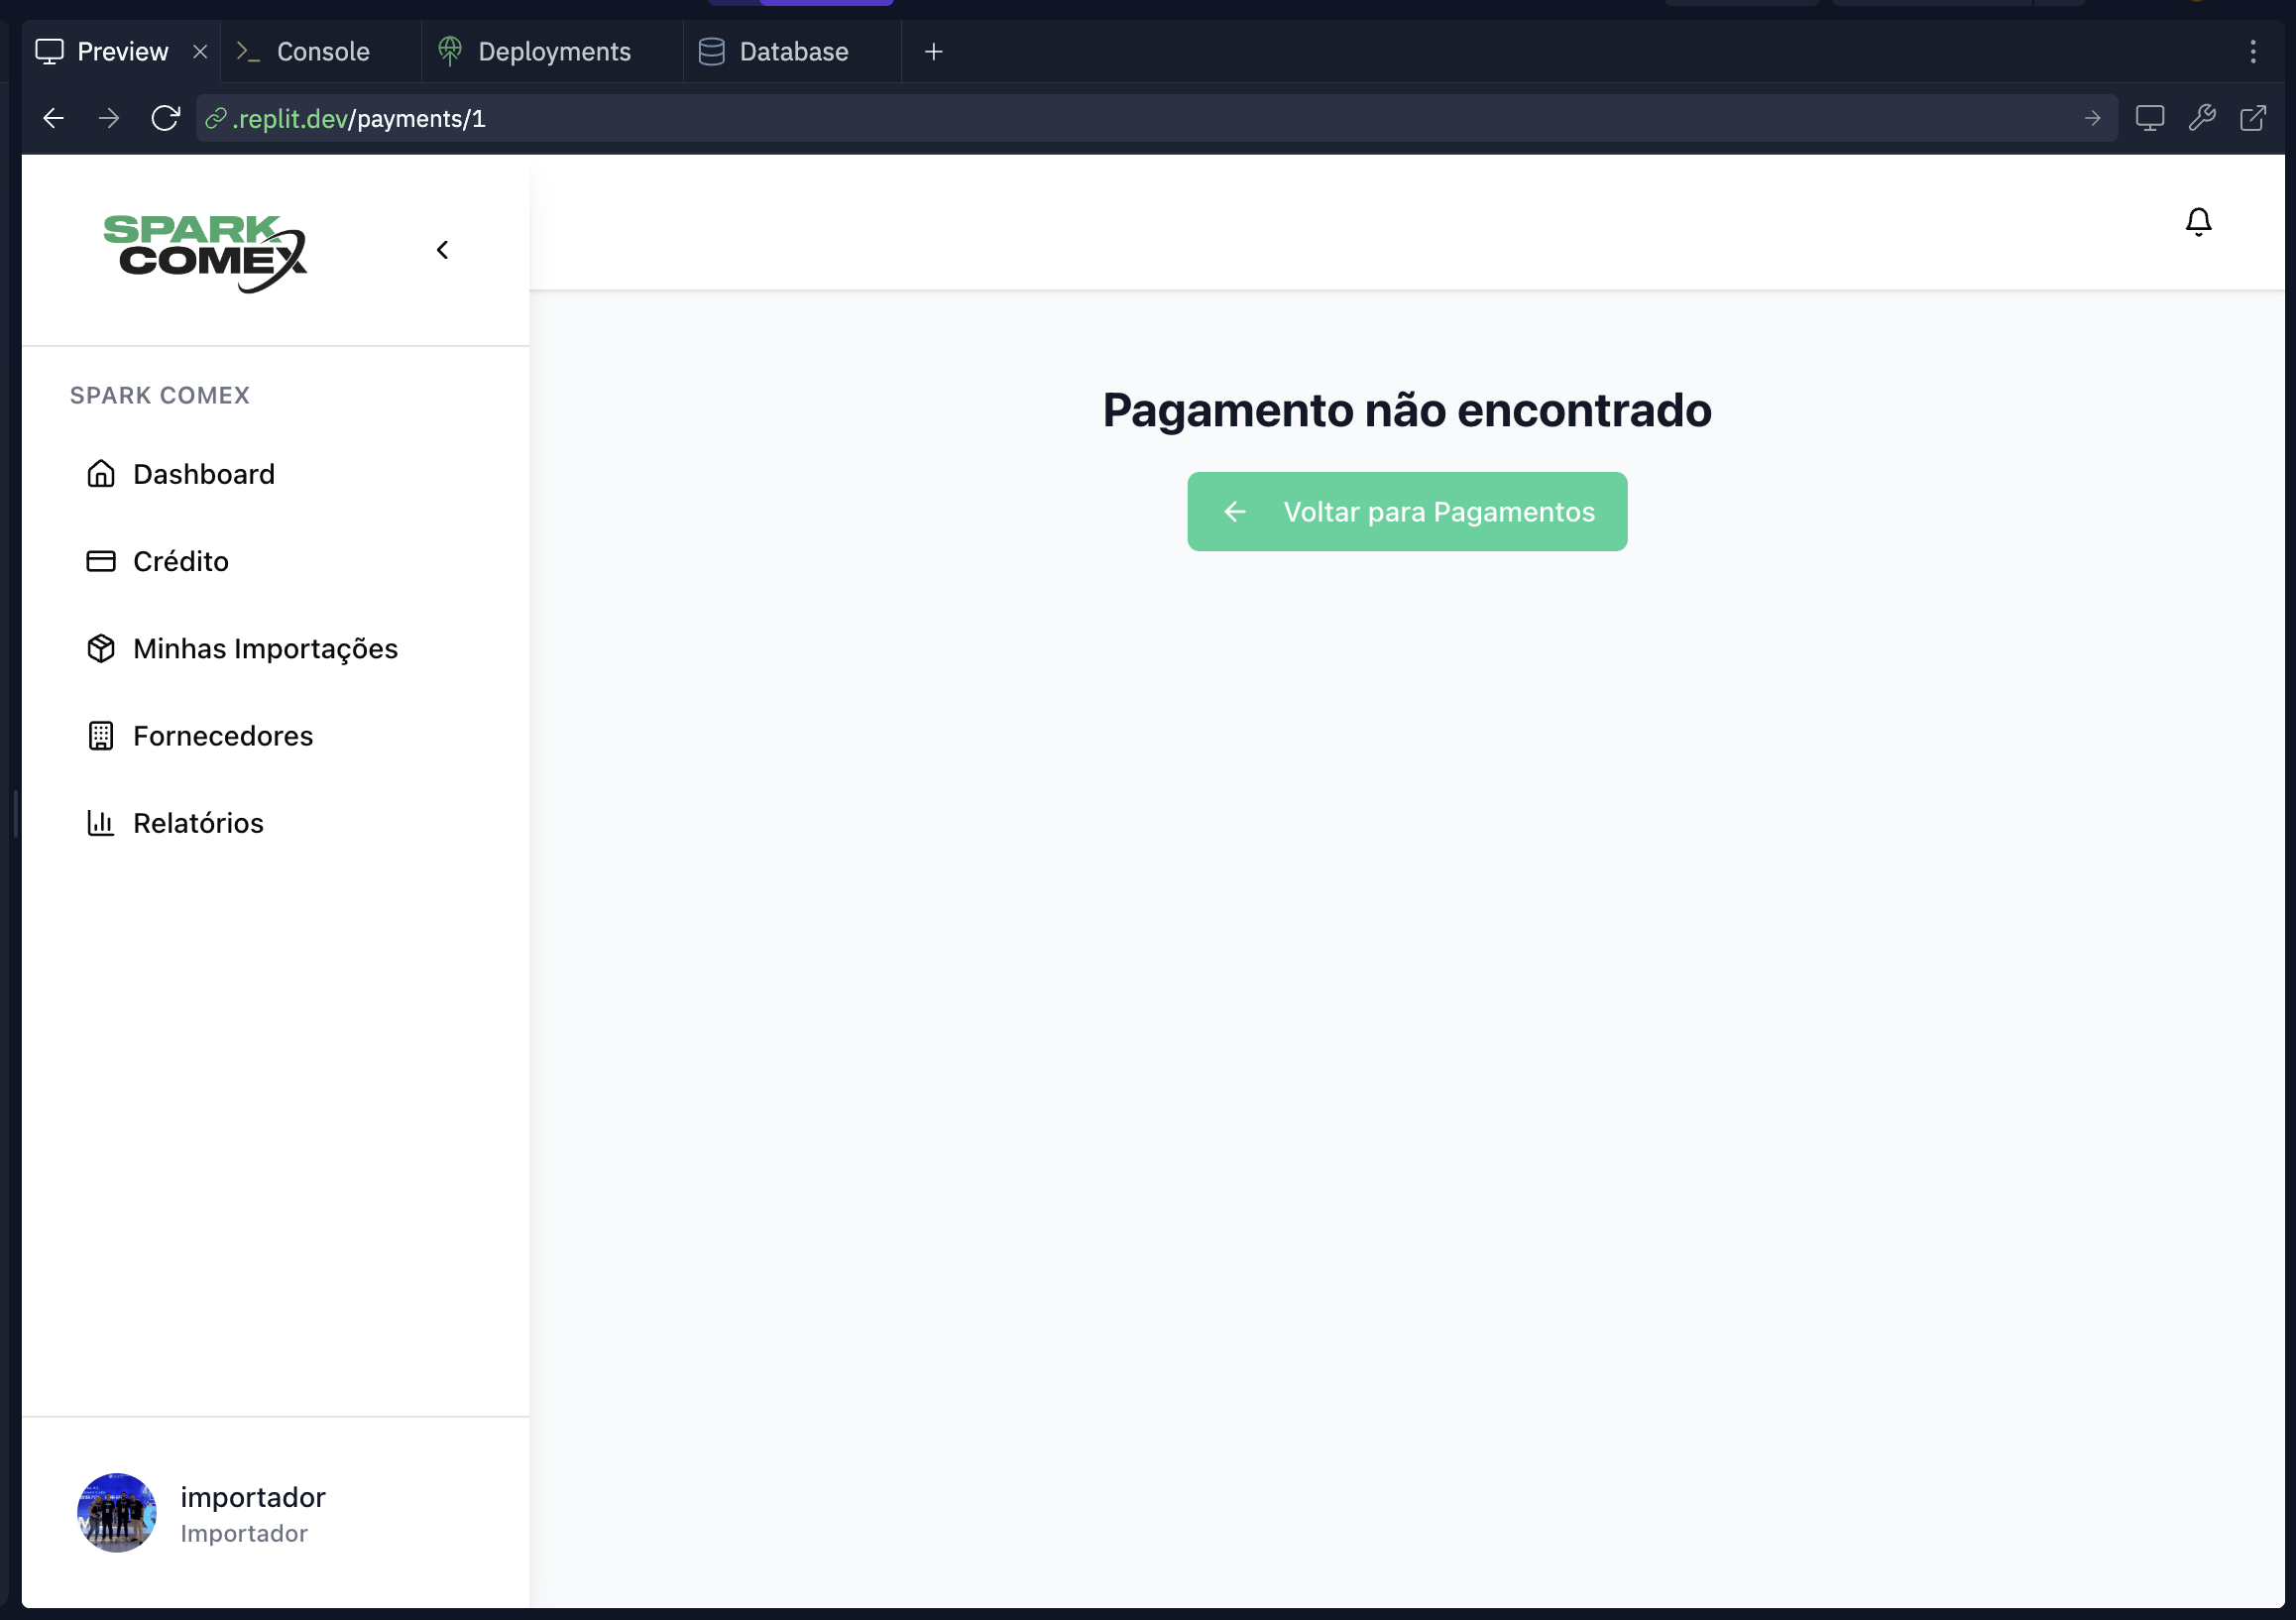 Preview
Console
Deployments
Database
.replit.dev/payments/1
SPARK
COMEX
SPARK COMEX
Dashboard
Crédito
Minhas Importações
Fornecedores
Relatórios
importador
Importador
Pagamento não encontrado
Voltar para Pagamentos